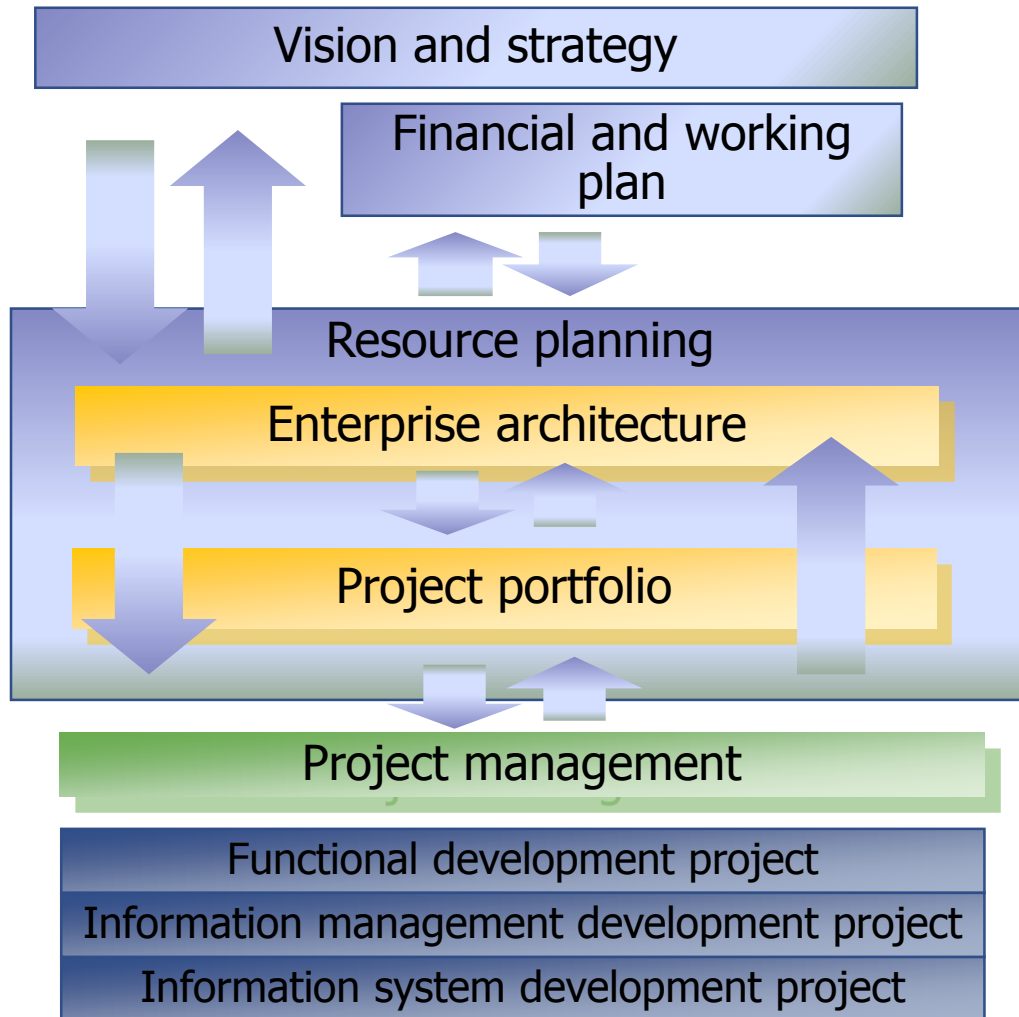 Vision and strategy
Financial and working
plan
Resource planning
Enterprise architecture
Project portfolio
Project management
Functional development project
Information management development project
Information system development project